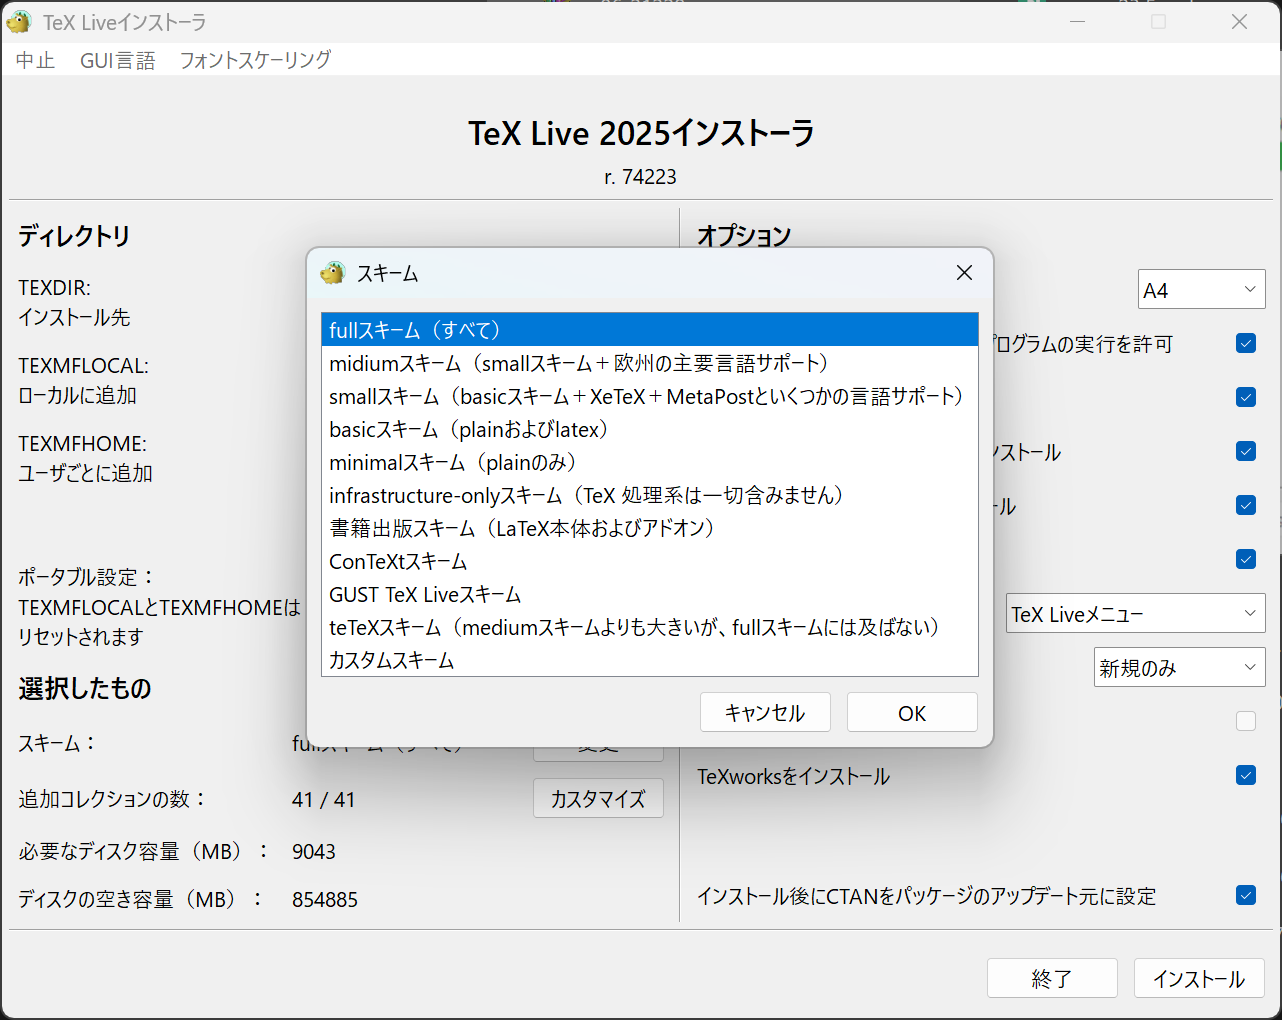 TeX Liveインストーラ
中止 GUI言語 フォントスケーリング
TeX Live 2025インストーラ
r. 74223
ディレクトリ
TEXDIR:
インストール先
TEXMFLOCAL:
ローカルに追加
TEXMFHOME:
ユーザごとに追加
ポータブル設定：
TEXMFLOCALとTEXMFHOMEは
リセットされます
選択したもの
スキーム：
fullスキーム（すべて） 変更
追加コレクションの数： 41 / 41 カスタマイズ
必要なディスク容量（MB）： 9043
ディスクの空き容量（MB）： 854885
オプション
A4
プログラムの実行を許可
ンストール
ール
TeX Liveメニュー
新規のみ
TeXworksをインストール
インストール後にCTANをパッケージのアップデート元に設定
終了 インストール
スキーム
fullスキーム（すべて）
midiumスキーム（smallスキーム＋欧州の主要言語サポート）
smallスキーム（basicスキーム＋XeTeX＋MetaPostといくつかの言語サポート）
basicスキーム（plainおよびlatex）
minimalスキーム（plainのみ）
infrastructure-onlyスキーム（TeX 処理系は一切含みません）
書籍出版スキーム（LaTeX本体およびアドオン）
ConTeXtスキーム
GUST TeX Liveスキーム
teTeXスキーム（mediumスキームよりも大きいが、fullスキームには及ばない）
カスタムスキーム
キャンセル OK